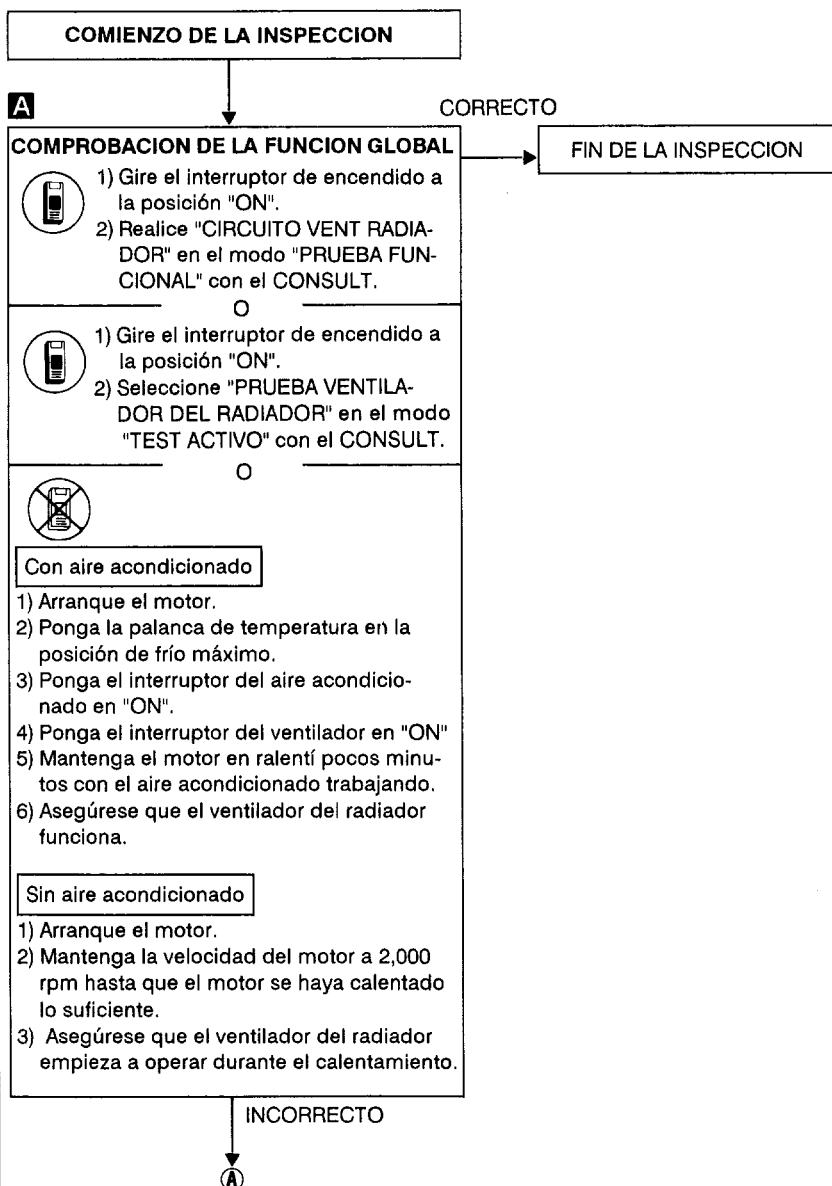 COMIENZO DE LA INSPECCION
A
CORRECTO
COMPROBACION DE LA FUNCION GLOBAL
FIN DE LA INSPECCION
1) Gire el interruptor de encendido a
la posición "ON".
2) Realice "CIRCUITO VENT RADIA-
DOR" en el modo "PRUEBA FUN-
CIONAL" con el CONSULT.
O
1) Gire el interruptor de encendido a
la posición "ON".
2) Seleccione "PRUEBA VENTILA-
DOR DEL RADIADOR" en el modo
"TEST ACTIVO" con el CONSULT.
O
Con aire acondicionado
1) Arranque el motor.
2) Ponga la palanca de temperatura en la
posición de frío máximo.
3) Ponga el interruptor del aire acondicio-
nado en "ON".
4) Ponga el interruptor del ventilador en "ON"
5) Mantenga el motor en ralentí pocos minu-
tos con el aire acondicionado trabajando.
6) Asegúrese que el ventilador del radiador
funciona.
Sin aire acondicionado
1) Arranque el motor.
2) Mantenga la velocidad del motor a 2,000
rpm hasta que el motor se haya calentado
lo suficiente.
3) Asegúrese que el ventilador del radiador
empieza a operar durante el calentamiento.
INCORRECTO
A